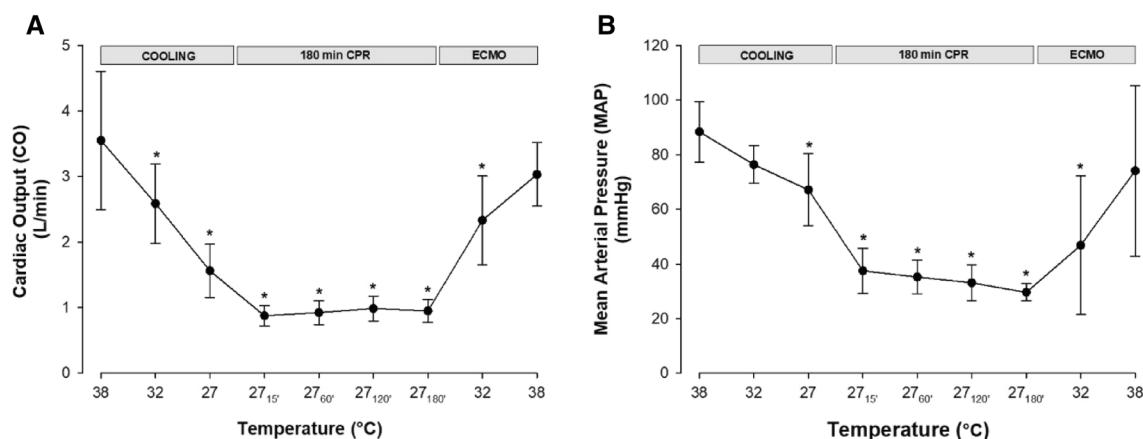 A
COOLING 180 min CPR ECMO
Cardiac Output (CO)
(L/min)
5
4
3
2
1
0
* * * * * * *
38 32 27 27₁₅' 27₆₀' 27₁₂₀' 27₁₈₀' 32 38
Temperature (°C)
B
COOLING 180 min CPR ECMO
Mean Arterial Pressure (MAP)
(mmHg)
120
100
80
60
40
20
0
* * * * * *
38 32 27 27₁₅' 27₆₀' 27₁₂₀' 27₁₈₀' 32 38
Temperature (°C)